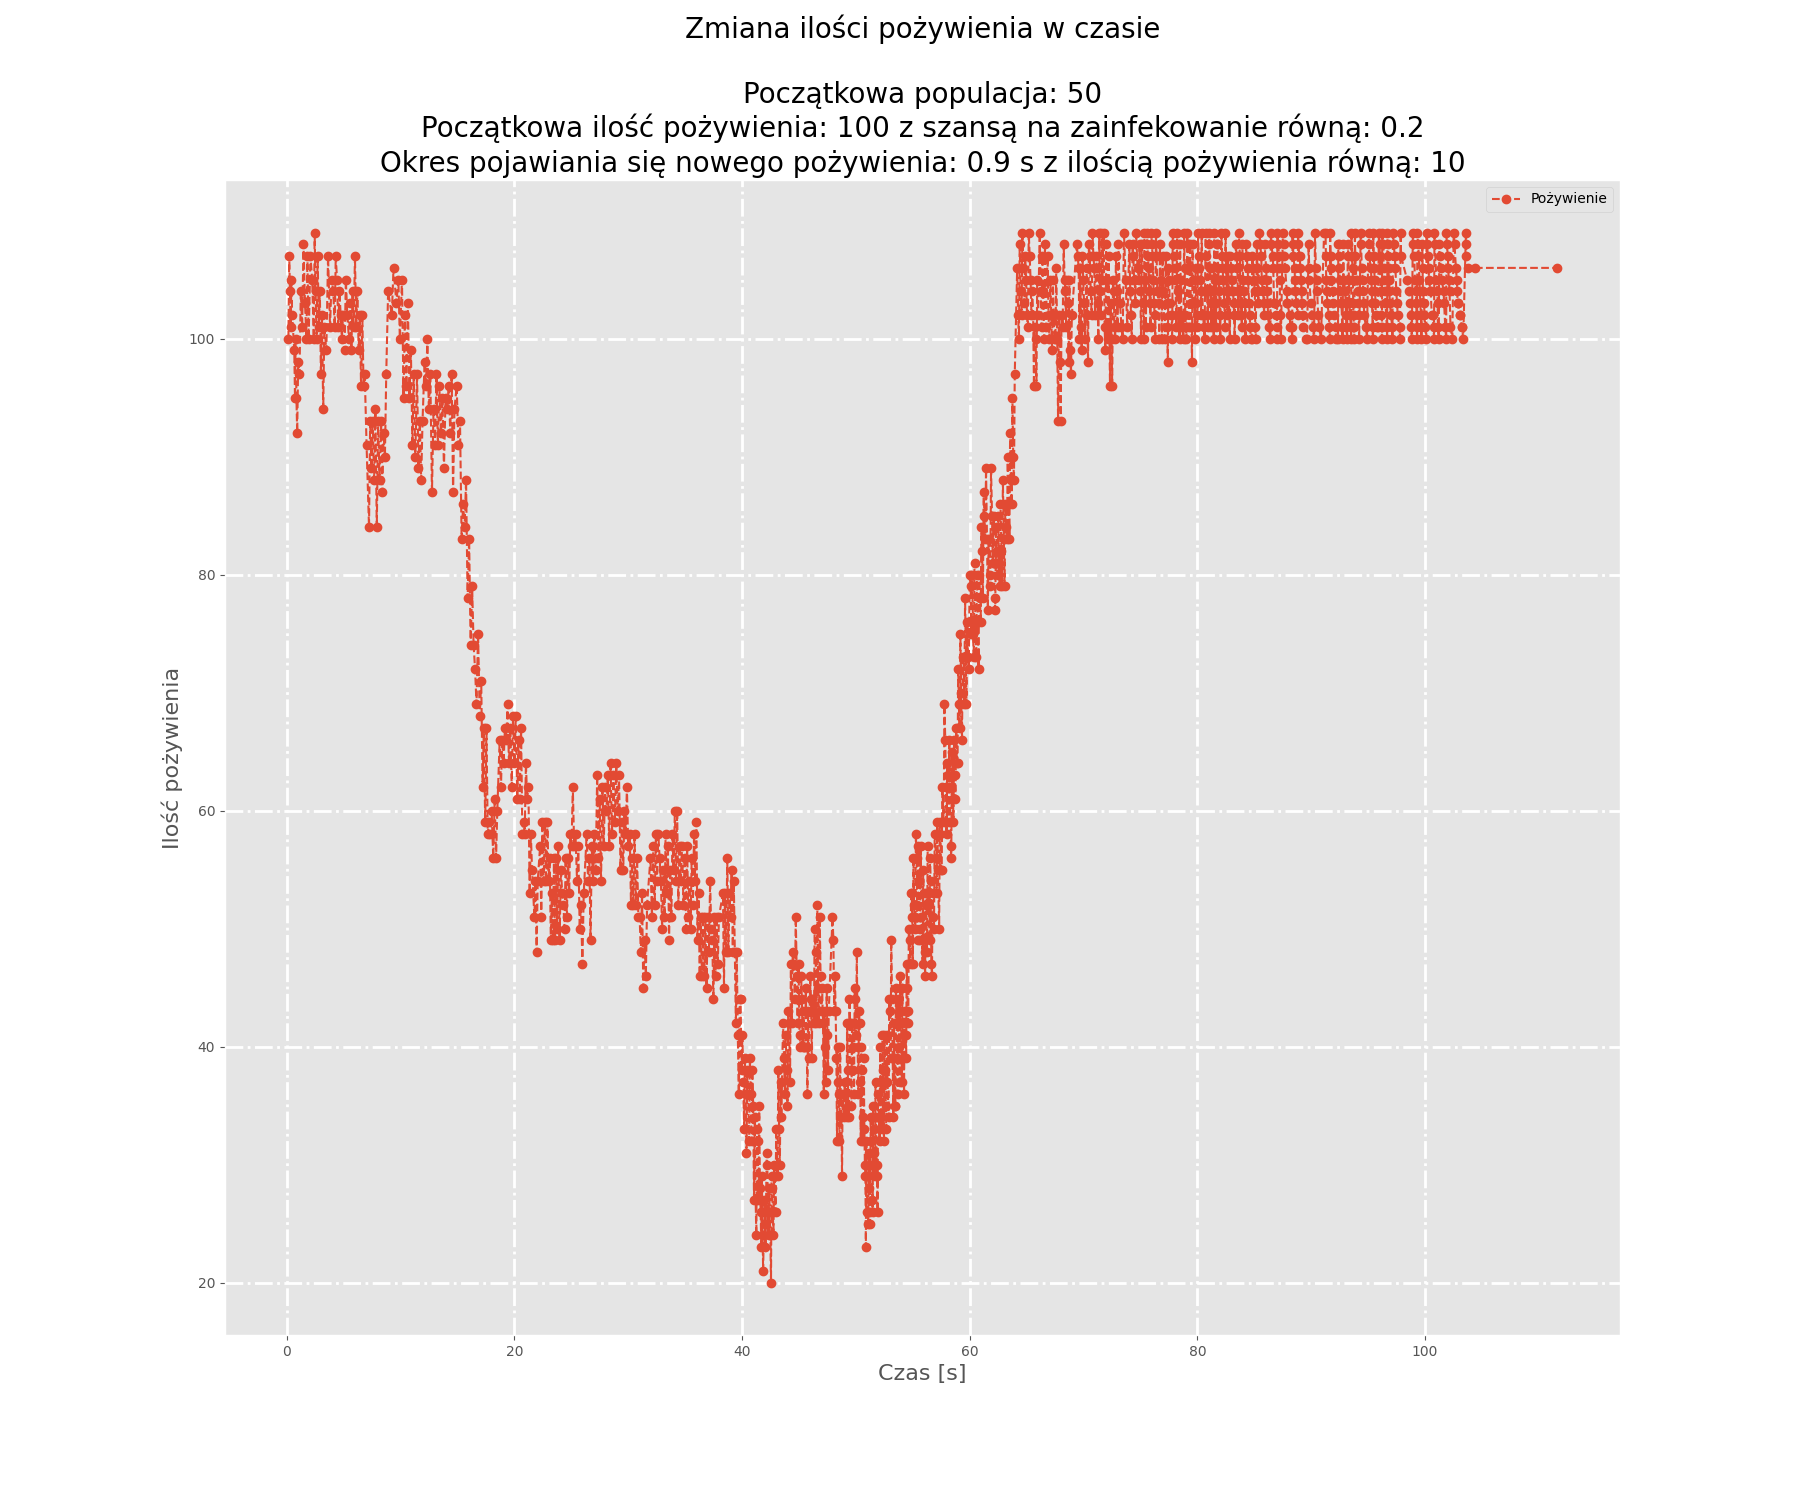 Zmiana ilości pożywienia w czasie
Początkowa populacja: 50
Początkowa ilość pożywienia: 100 z szansą na zainfekowanie równą: 0.2
Okres pojawiania się nowego pożywienia: 0.9 s z ilością pożywienia równą: 10
Pożywienie
100
80
60
40
20
Ilość pożywienia
0
20
40
60
80
100
Czas [s]